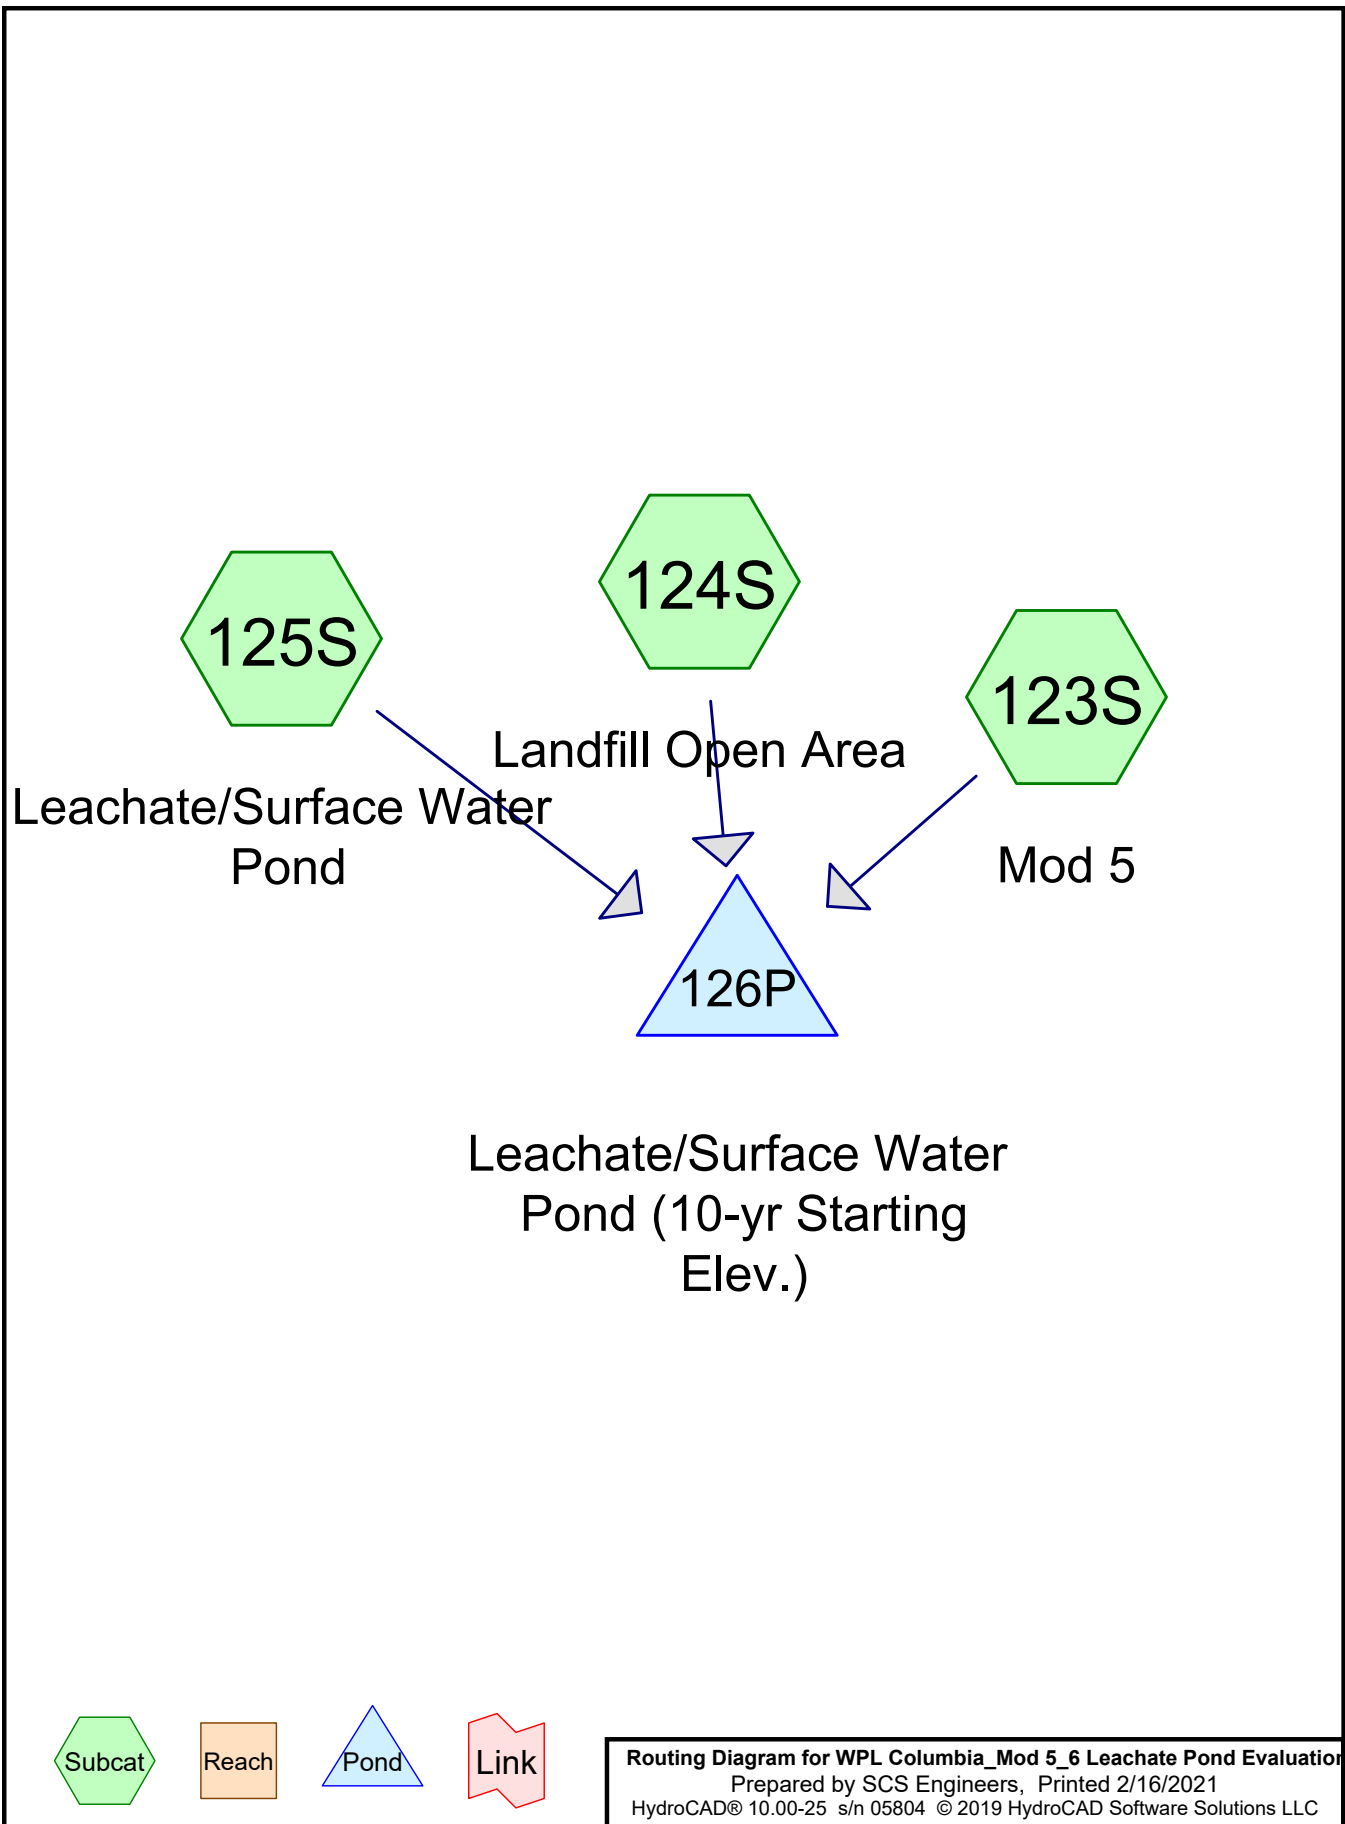 124S
125S
123S
Landfill Open Area
Leachate/Surface Water
Pond
Mod 5
126P
Leachate/Surface Water
Pond (10-yr Starting
Elev.)
Subcat
Reach
Pond
Link
Routing Diagram for WPL Columbia_Mod 5_6 Leachate Pond Evaluation
Prepared by SCS Engineers, Printed 2/16/2021
HydroCAD® 10.00-25 s/n 05804 © 2019 HydroCAD Software Solutions LLC